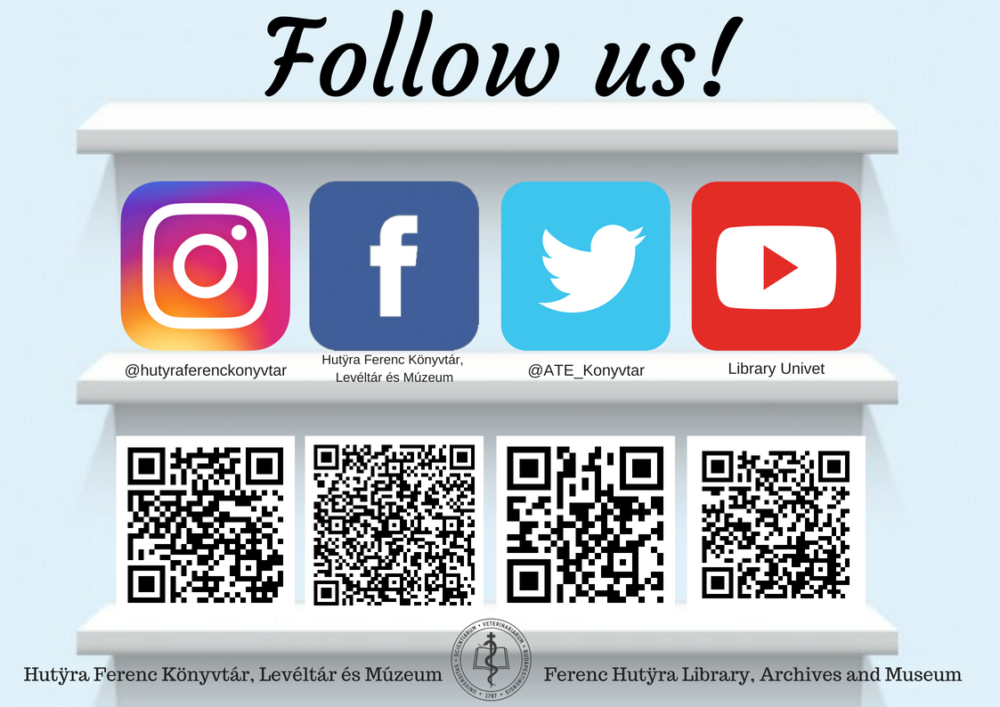 Follow us!
@hutyraferenckonyvtar
Hutÿra Ferenc Könyvtár,
Levéltár és Múzeum
@ATE_Konyvtar
Library Univet
Hutÿra Ferenc Könyvtár, Levéltár és Múzeum
UNIVERSITAS • SCIENTIARUM • VETERINARIARUM • BUDAPESTINENSIS
• 1787 •
Ferenc Hutÿra Library, Archives and Museum